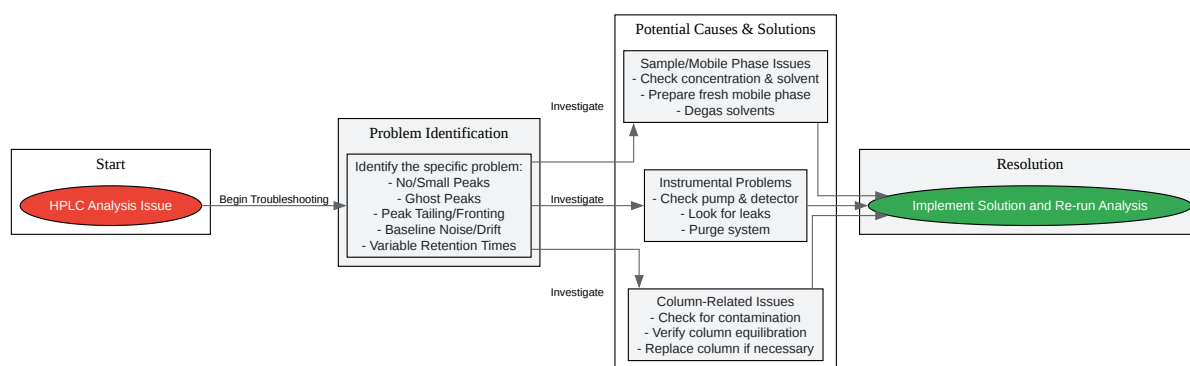 Start
HPLC Analysis Issue
Begin Troubleshooting
Problem Identification
Identify the specific problem:
- No/Small Peaks
- Ghost Peaks
- Peak Tailing/Fronting
- Baseline Noise/Drift
- Variable Retention Times
Investigate
Investigate
Investigate
Potential Causes & Solutions
Sample/Mobile Phase Issues
- Check concentration & solvent
- Prepare fresh mobile phase
- Degas solvents
Instrumental Problems
- Check pump & detector
- Look for leaks
- Purge system
Column-Related Issues
- Check for contamination
- Verify column equilibration
- Replace column if necessary
Resolution
Implement Solution and Re-run Analysis